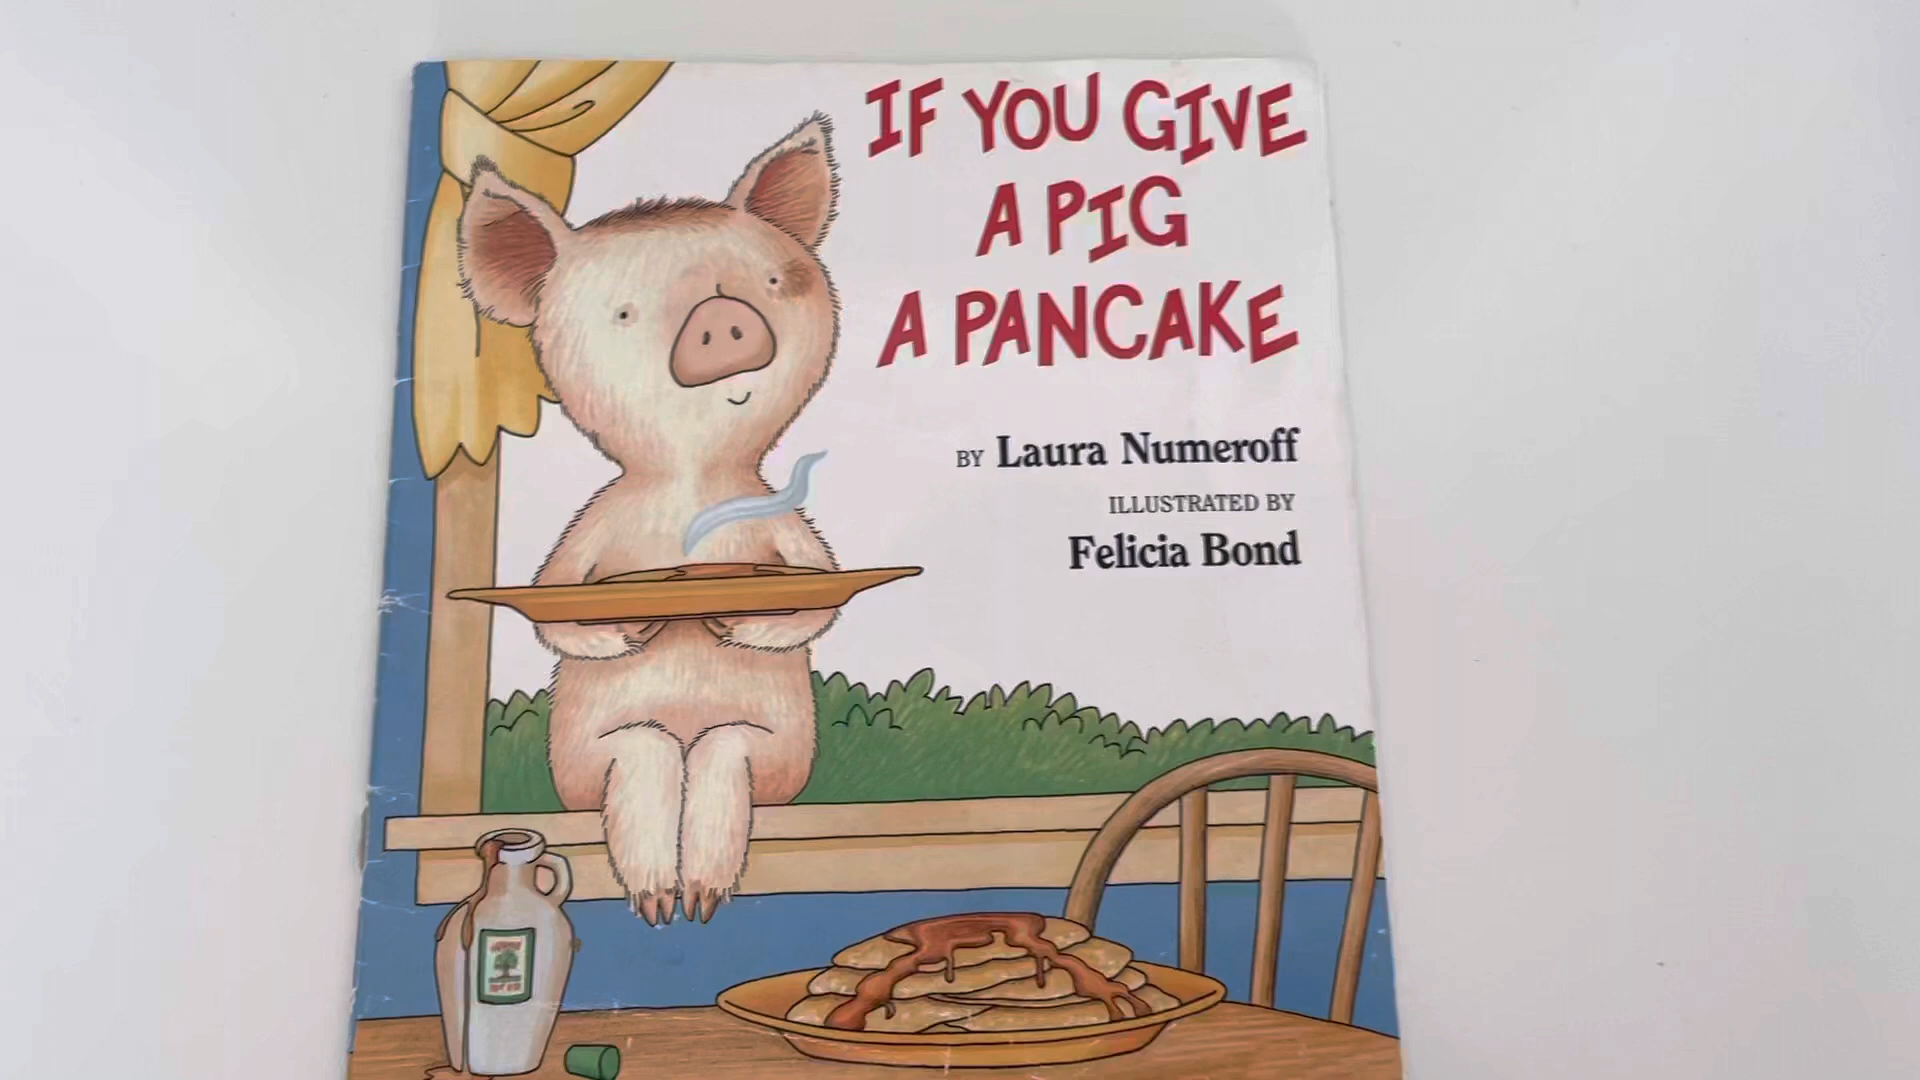 IF YOU GIVE
A PIG
A PANCAKE
BY Laura Numeroff
ILLUSTRATED BY
Felicia Bond